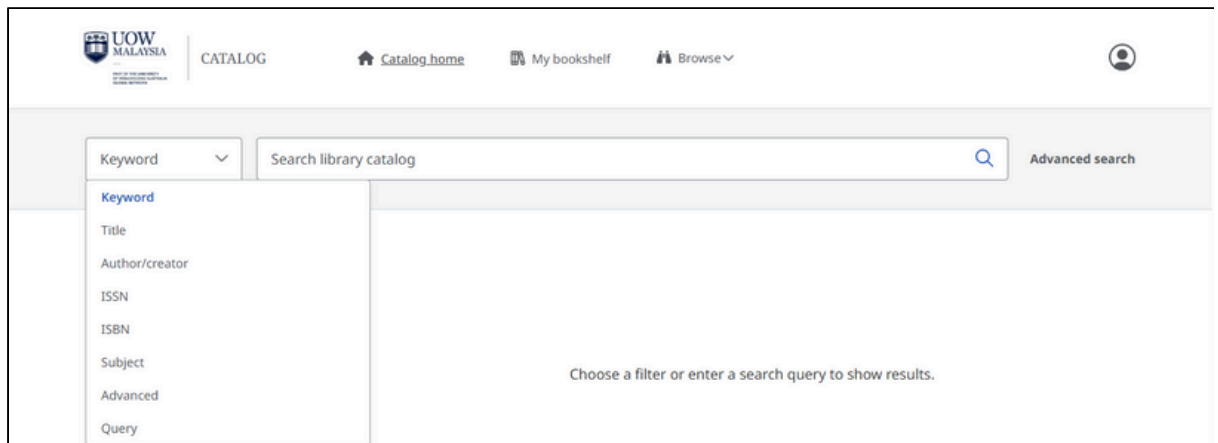 UOW
MALAYSIA
CATALOG
Catalog home
My bookshelf
Browse
Keyword
Search library catalog
Advanced search
Keyword
Title
Author/creator
ISSN
ISBN
Subject
Advanced
Query
Choose a filter or enter a search query to show results.